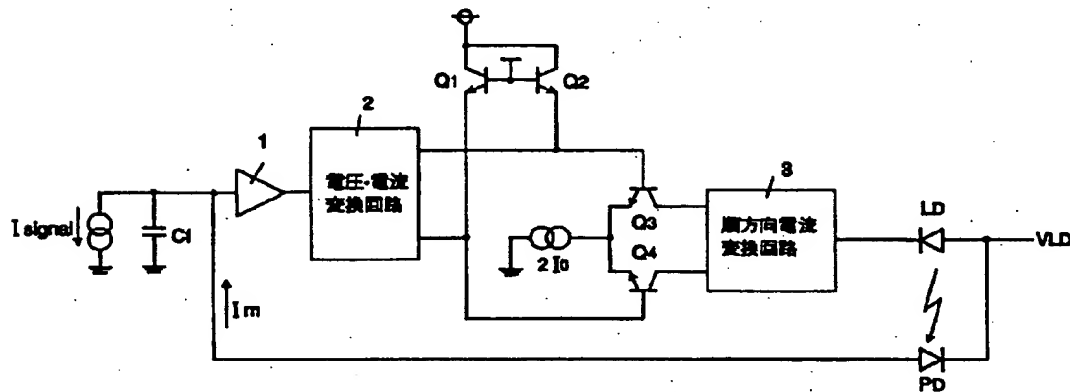 Q1
Q2
2
1
電圧・電流
変換回路
3
I signal
CI
Q3
Q4
2 I0
順方向電流
変換回路
LD
VLD
I m
PD